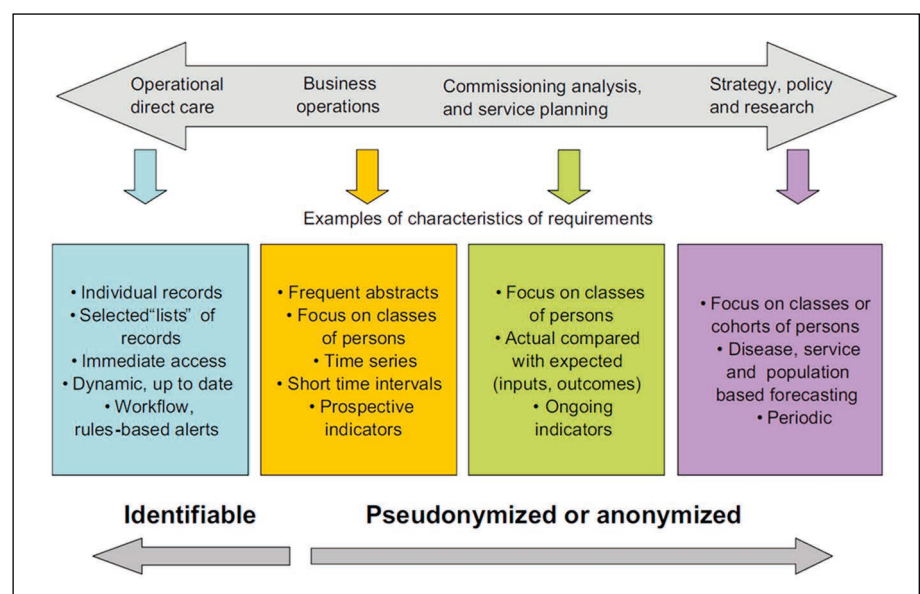 Operational
direct care
Business
operations
Commissioning analysis,
and service planning
Strategy, policy
and research
Examples of characteristics of requirements
• Individual records
• Selected“lists” of
records
• Immediate access
• Dynamic, up to date
• Workflow,
rules-based alerts
• Frequent abstracts
• Focus on classes
of persons
• Time series
• Short time intervals
• Prospective
indicators
• Focus on classes
of persons
• Actual compared
with expected
(inputs, outcomes)
• Ongoing
indicators
• Focus on classes or
cohorts of persons
• Disease, service
and population
based forecasting
• Periodic
Identifiable
Pseudonymized or anonymized